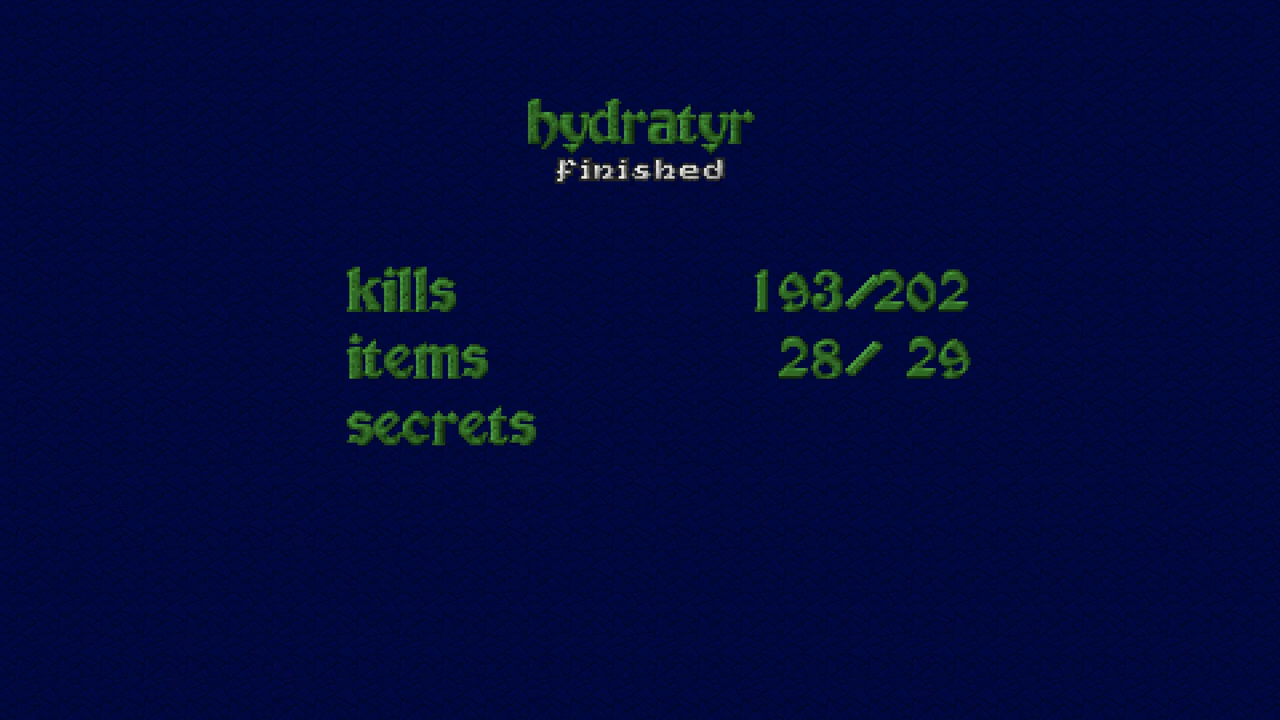 hydratyr
finished
kills 193/202
items 28/ 29
secrets